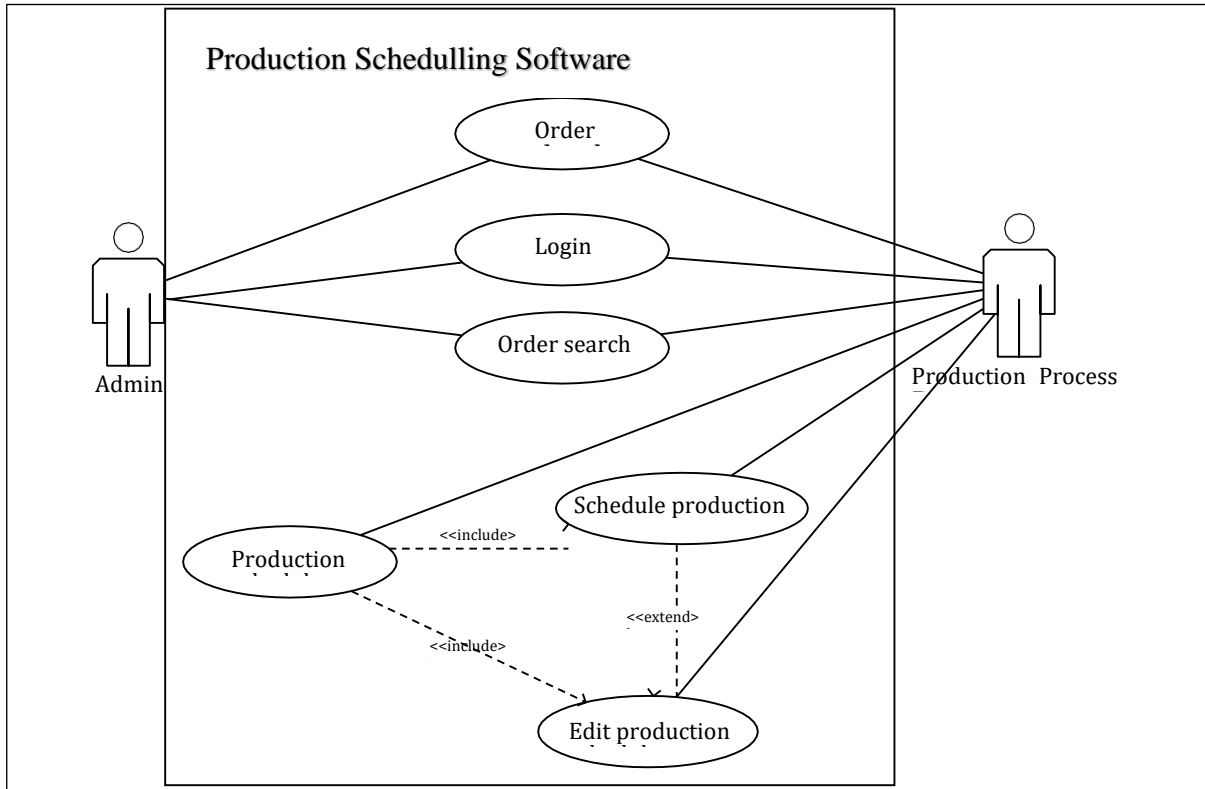 Production Schedulling Software
Order
Login
Order search
Admin
Production Process
Schedule production
<<include>
Production
<<extend>
<<include>
Edit production